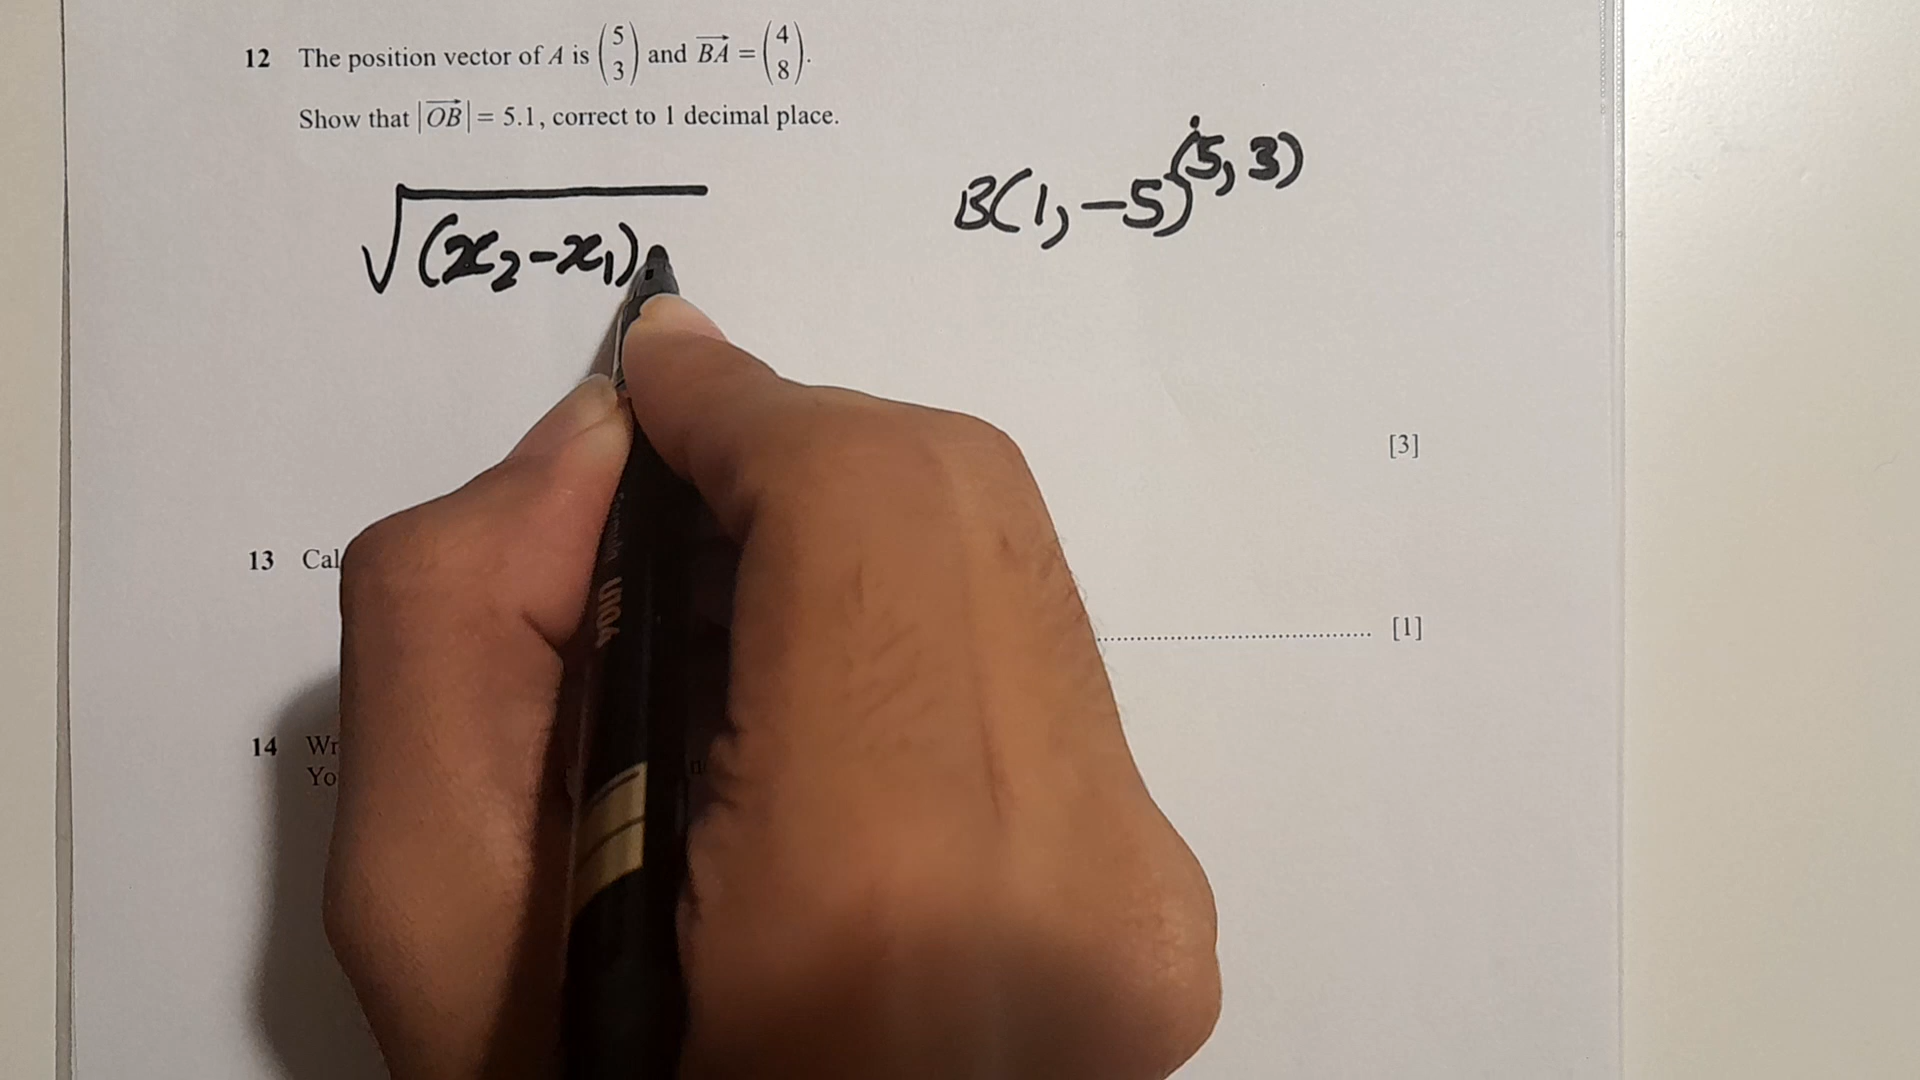 12 The position vector of A is (5 3) and BA = (4 8).
Show that |OB| = 5.1, correct to 1 decimal place.
(5, 3)
B(1, -5)
√(x₂-x₁)
[3]
13 Cal
[1]
14 Wr
Yo
UNO4